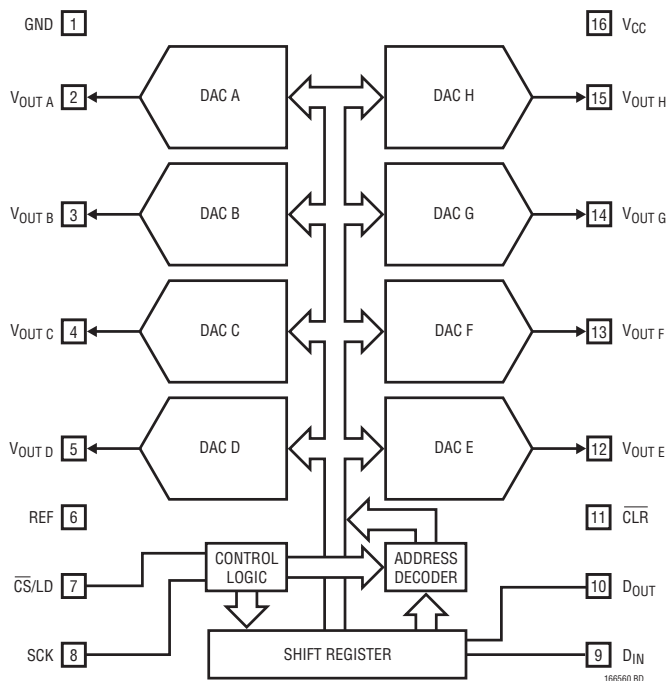 GND 1
16 VCC
VOUT A 2
DAC A
DAC H
15 VOUT H
VOUT B 3
DAC B
DAC G
14 VOUT G
VOUT C 4
DAC C
DAC F
13 VOUT F
VOUT D 5
DAC D
DAC E
12 VOUT E
REF 6
11 CLR
CONTROL
LOGIC
ADDRESS
DECODER
CS/LD 7
10 DOUT
SCK 8
SHIFT REGISTER
9 DIN
166560 BD